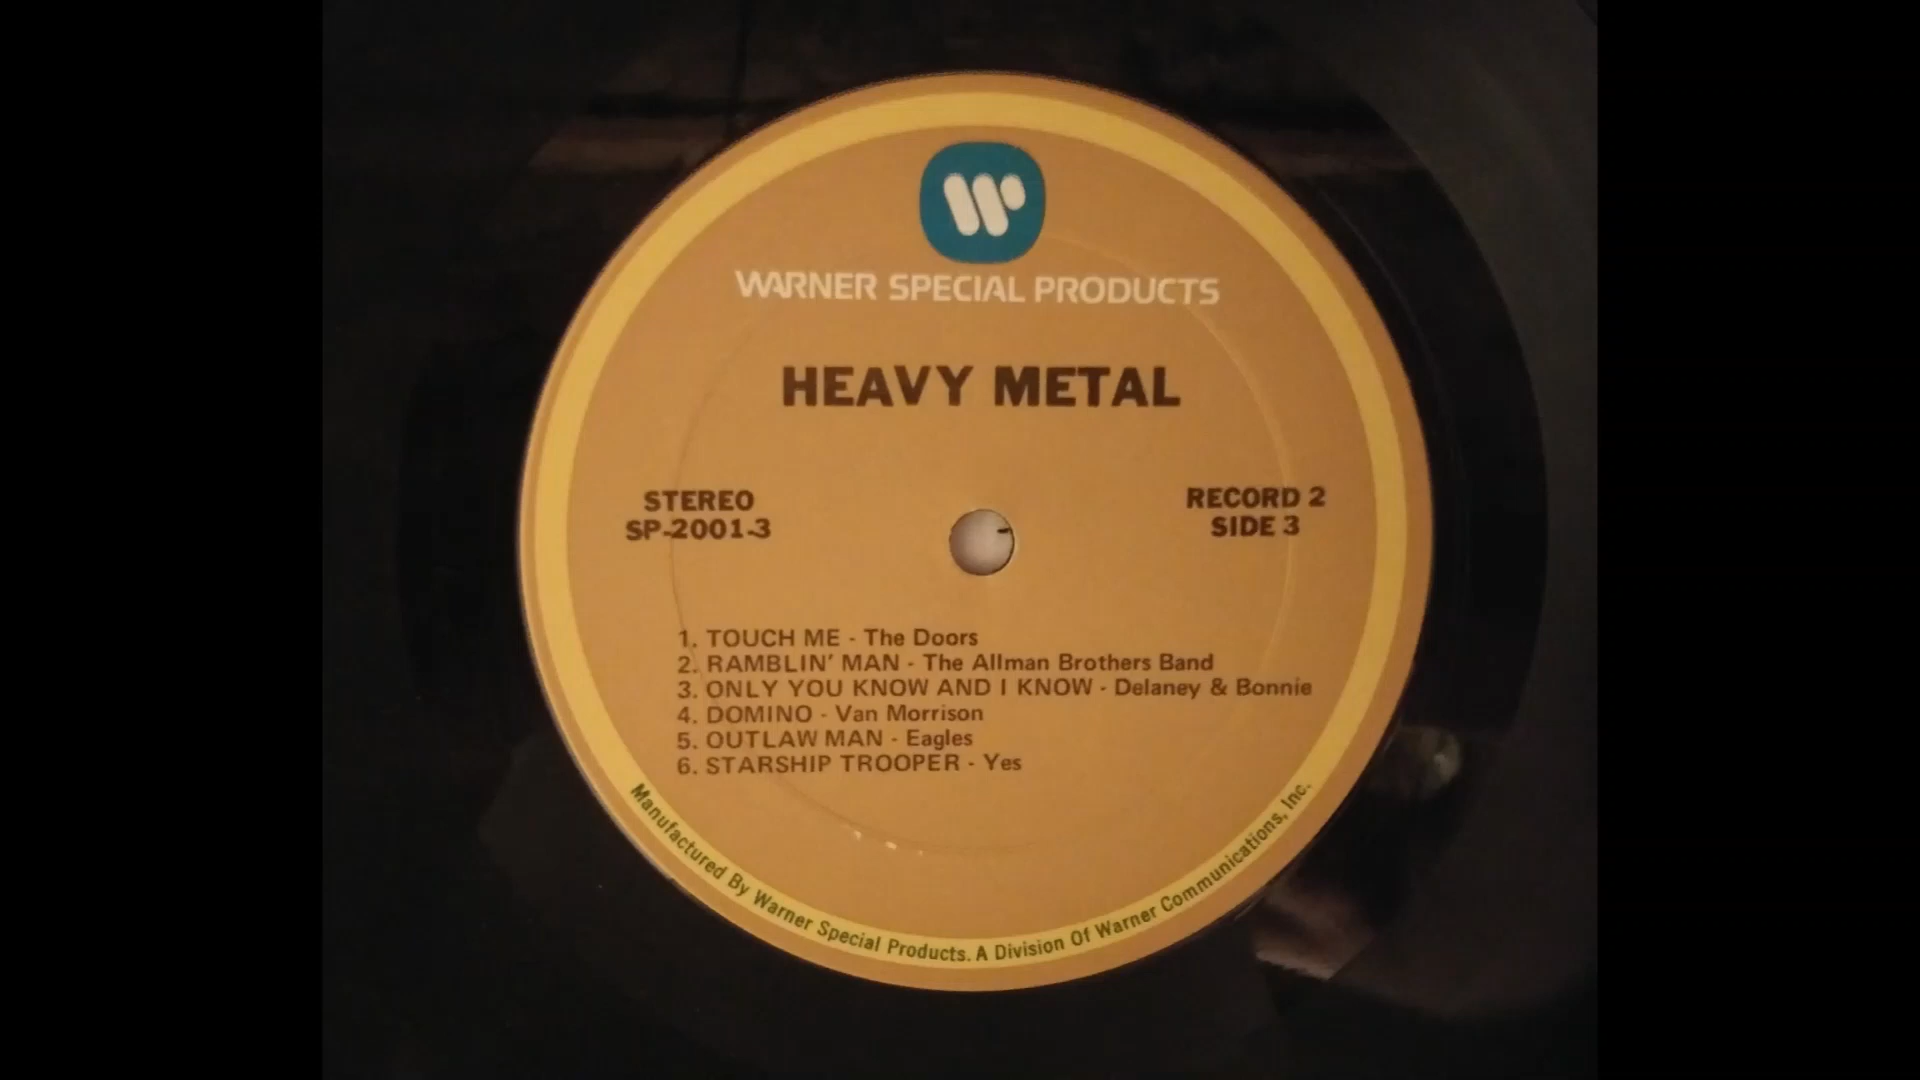 WARNER SPECIAL PRODUCTS
HEAVY METAL
STEREO
SP-2001-3
RECORD 2
SIDE 3
1. TOUCH ME - The Doors
2. RAMBLIN' MAN - The Allman Brothers Band
3. ONLY YOU KNOW AND I KNOW - Delaney & Bonnie
4. DOMINO - Van Morrison
5. OUTLAW MAN - Eagles
6. STARSHIP TROOPER - Yes
Manufactured By Warner Special Products. A Division Of Warner Communications, Inc.